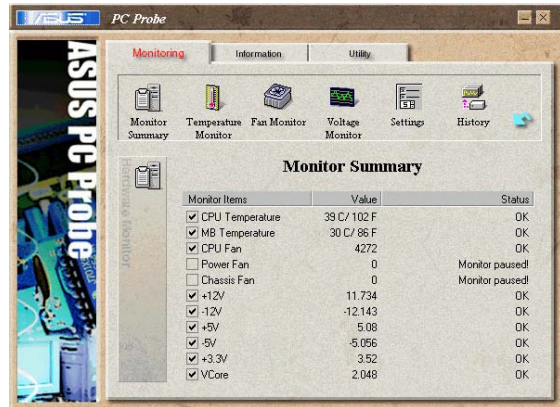 ASUS PC Probe
Monitoring Information Utility
Monitor Summary
Temperature Monitor
Fan Monitor
Voltage Monitor
Settings
History
ASUS PC Probe
Hardware Monitor
Monitor Summary
Monitor Items Value Status
CPU Temperature 39 C/ 102 F OK
MB Temperature 30 C/ 86 F OK
CPU Fan 4272 OK
Power Fan 0 Monitor paused!
Chassis Fan 0 Monitor paused!
+12V 11.734 OK
-12V -12.143 OK
+5V 5.08 OK
-5V -5.056 OK
+3.3V 3.52 OK
VCore 2.048 OK